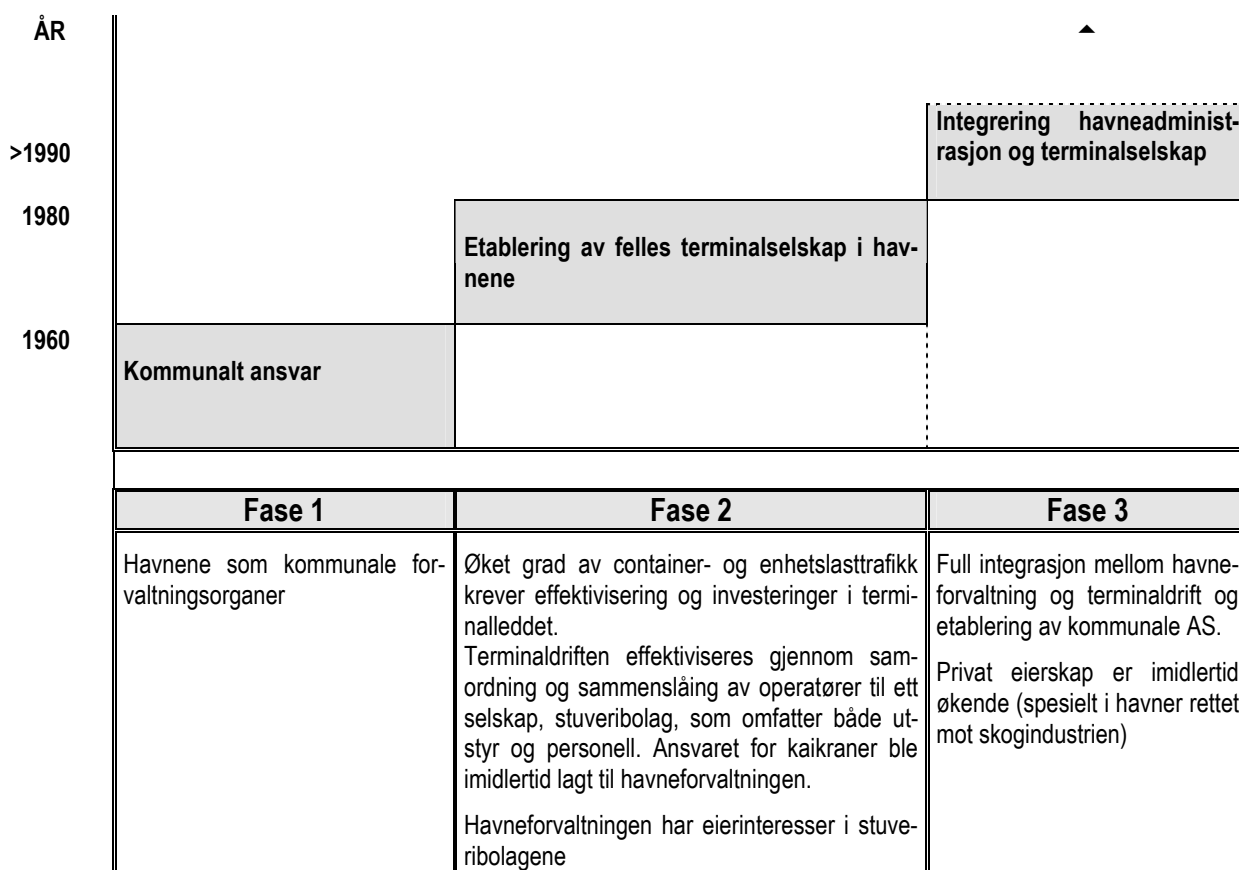 ÅR
Integrering havneadminist-
rasjon og terminalselskap
>1990
1980
Etablering av felles terminalselskap i hav-
nene
1960
Kommunalt ansvar
Fase 1
Fase 2
Fase 3
Havnene som kommunale for-
valtningsorganer
Øket grad av container- og enhetslasttrafikk
krever effektivisering og investeringer i termi-
nalleddet.
Terminaldriften effektiviseres gjennom sam-
ordning og sammenslåing av operatører til ett
selskap, stuveribolag, som omfatter både ut-
styr og personell. Ansvaret for kaikraner ble
imidlertid lagt til havneforvaltningen.
Havneforvaltningen har eierinteresser i stuve-
ribolagene
Full integrasjon mellom havne-
forvaltning og terminaldrift og
etablering av kommunale AS.
Privat eierskap er imidlertid
økende (spesielt i havner rettet
mot skogindustrien)